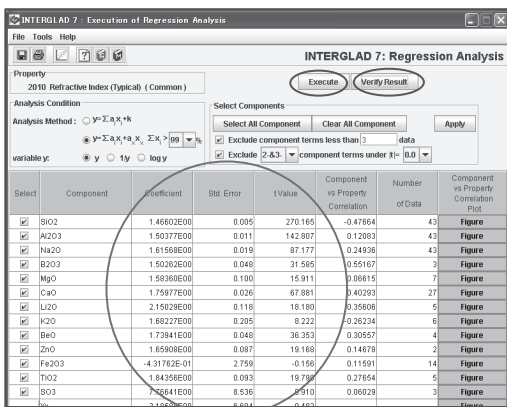 INTERGLAD 7 : Execution of Regression Analysis
File Tools Help
INTERGLAD 7: Regression Analysis
Property
2010 Refractive Index (Typical) ( Common )
Execute Verify Result
Analysis Condition
Analysis Method : y=Σaixi+k
y=Σaixi+axxx Σxi > 99 %
variable y: y 1/y log y
Select Components
Select All Component Clear All Component Apply
Exclude component terms less than 3 data
Exclude 2-&3- component terms under |t|= 0.0
Select Component Coefficient Std. Error t Value Component vs Property Correlation Number of Data Component vs Property Correlation Plot
SiO2 1.46602E00 0.005 270.165 -0.47664 43 Figure
Al2O3 1.50377E00 0.011 142.807 0.12083 43 Figure
Na2O 1.61568E00 0.019 87.177 0.24936 43 Figure
B2O3 1.50262E00 0.048 31.585 -0.55167 3 Figure
MgO 1.58360E00 0.100 15.911 0.06615 7 Figure
CaO 1.75977E00 0.026 67.881 0.40293 27 Figure
Li2O 2.15029E00 0.118 18.180 0.35606 5 Figure
K2O 1.68227E00 0.205 8.222 -0.26234 6 Figure
BeO 1.73941E00 0.048 36.353 0.30557 4 Figure
ZnO 1.65908E00 0.087 19.168 0.14678 2 Figure
Fe2O3 -4.31762E-01 2.759 -0.156 0.11591 14 Figure
TiO2 1.84356E00 0.093 19.798 0.27654 5 Figure
SO3 7.76641E00 8.536 0.910 0.06029 3 Figure